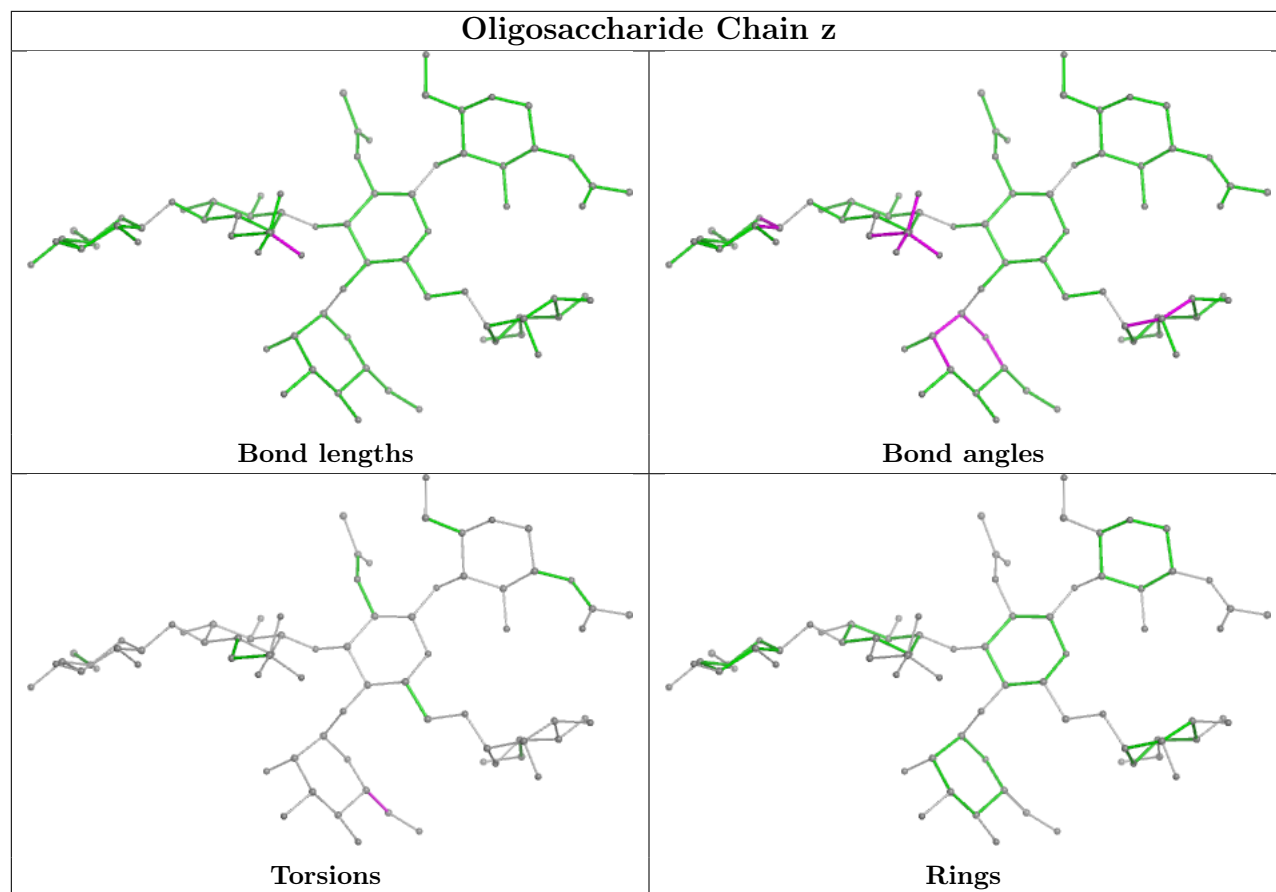 Oligosaccharide Chain z
Bond lengths
Bond angles
Torsions
Rings